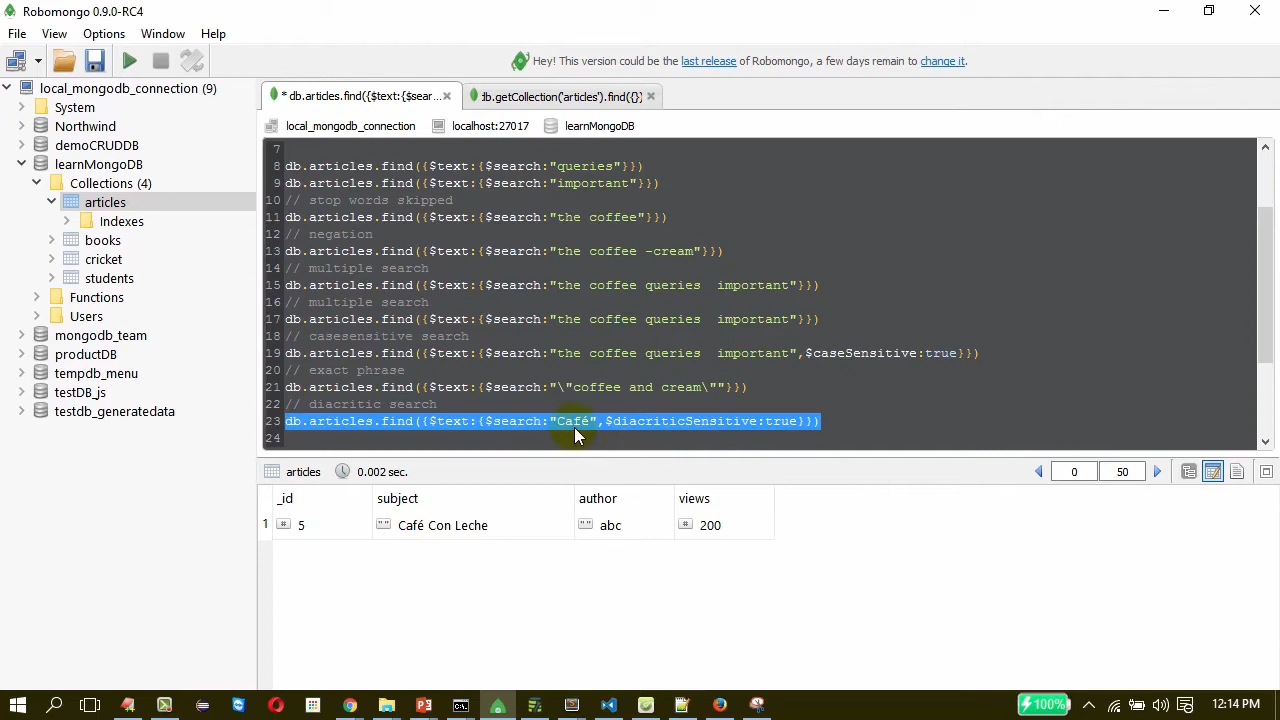 Robomongo 0.9.0-RC4
File View Options Window Help
Hey! This version could be the last release of Robomongo, a few days remain to change it.
local_mongodb_connection (9)
System
Northwind
demoCRUDDB
learnMongoDB
Collections (4)
articles
Indexes
books
cricket
students
Functions
Users
mongodb_team
productDB
tempdb_menu
testDB_js
testdb_generatedata
* db.articles.find({$text:{$sear...
db.getCollection('articles').find({})
local_mongodb_connection localhost:27017 learnMongoDB
7
8 db.articles.find({$text:{$search:"queries"}})
9 db.articles.find({$text:{$search:"important"}})
10 // stop words skipped
11 db.articles.find({$text:{$search:"the coffee"}})
12 // negation
13 db.articles.find({$text:{$search:"the coffee -cream"}})
14 // multiple search
15 db.articles.find({$text:{$search:"the coffee queries  important"}})
16 // multiple search
17 db.articles.find({$text:{$search:"the coffee queries  important"}})
18 // casesensitive search
19 db.articles.find({$text:{$search:"the coffee queries  important",$caseSensitive:true}})
20 // exact phrase
21 db.articles.find({$text:{$search:"\"coffee and cream\""}})
22 // diacritic search
23 db.articles.find({$text:{$search:"Café",$diacriticSensitive:true}})
24
articles 0.002 sec. 0 50
_id subject author views
1 # 5 "" Café Con Leche "" abc # 200
100% 12:14 PM